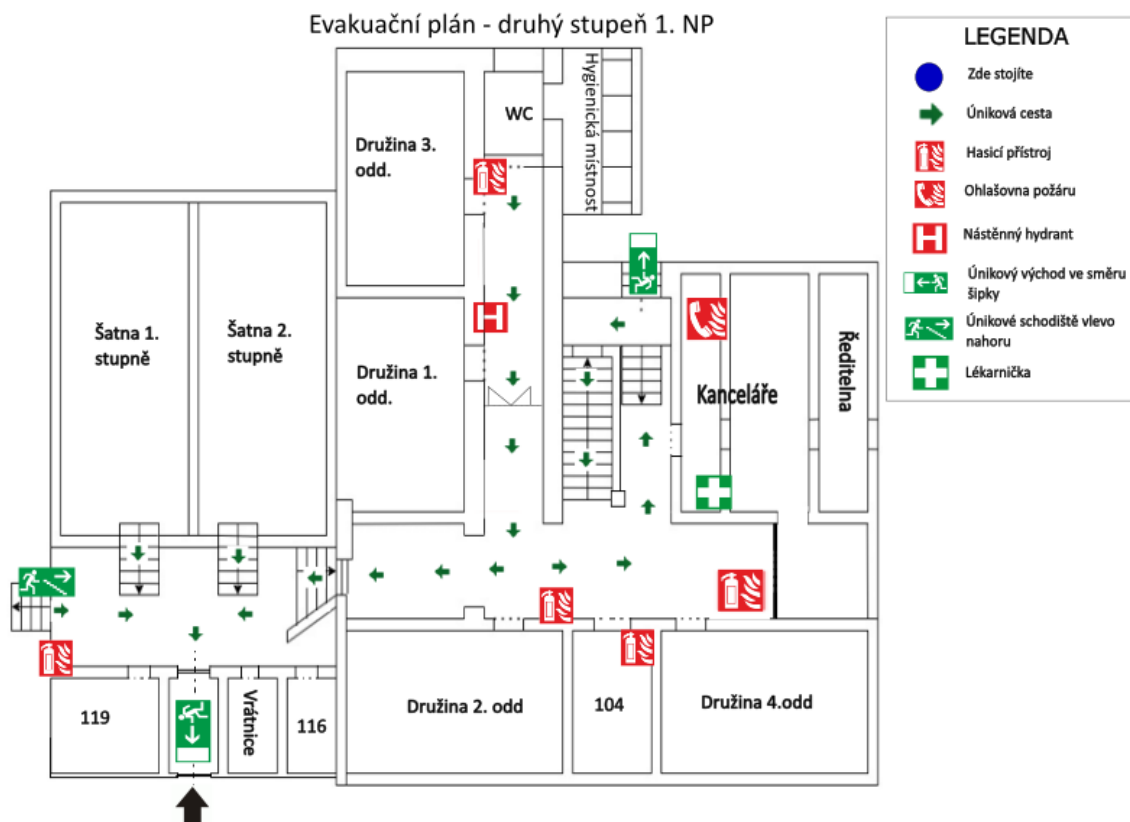 Evakuační plán - druhý stupeň 1. NP
LEGENDA
Zde stojíte
Úniková cesta
Hasicí přístroj
Ohlašovna požáru
Nástěnný hydrant
Únikový východ ve směru
šipky
Únikové schodiště vlevo
nahoru
Lékarnička
Hygienická místnost
WC
Družina 3.
odd.
Šatna 1.
stupně
Šatna 2.
stupně
Družina 1.
odd.
H
Kanceláře
Ředitelna
119
Vrátnice
116
Družina 2. odd
104
Družina 4.odd